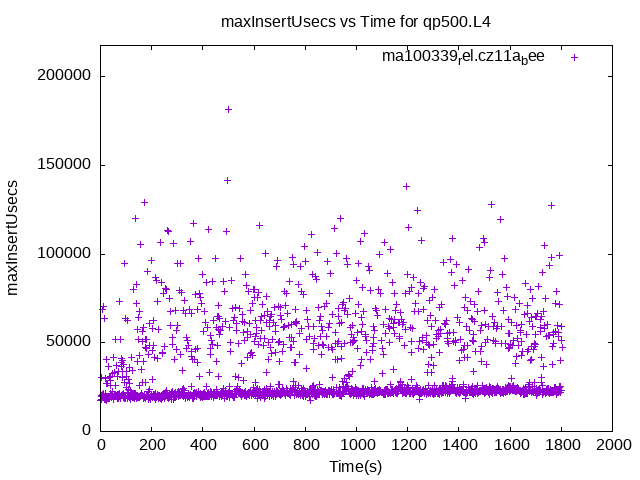 maxInsertUsecs vs Time for qp500.L4
ma100339rel.cz11abee
200000
150000
100000
50000
0
maxInsertUsecs
0 200 400 600 800 1000 1200 1400 1600 1800 2000
Time(s)